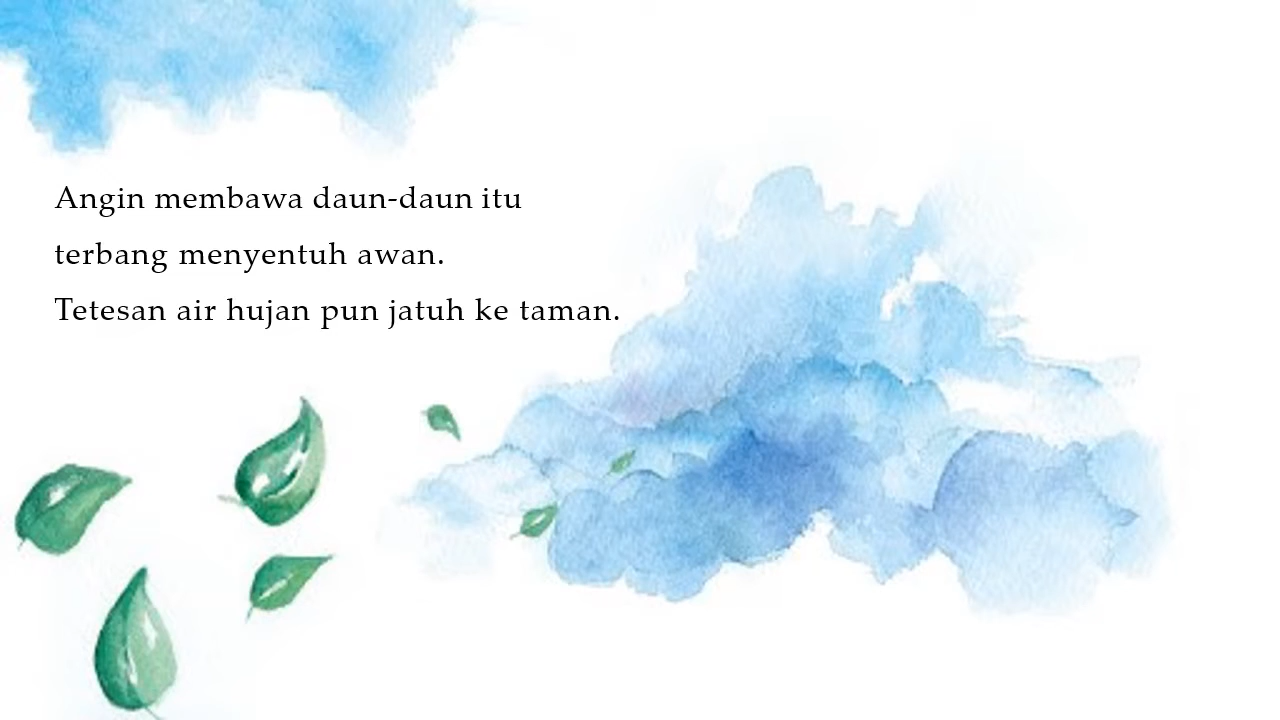 Angin membawa daun-daun itu
terbang menyentuh awan.
Tetesan air hujan pun jatuh ke taman.